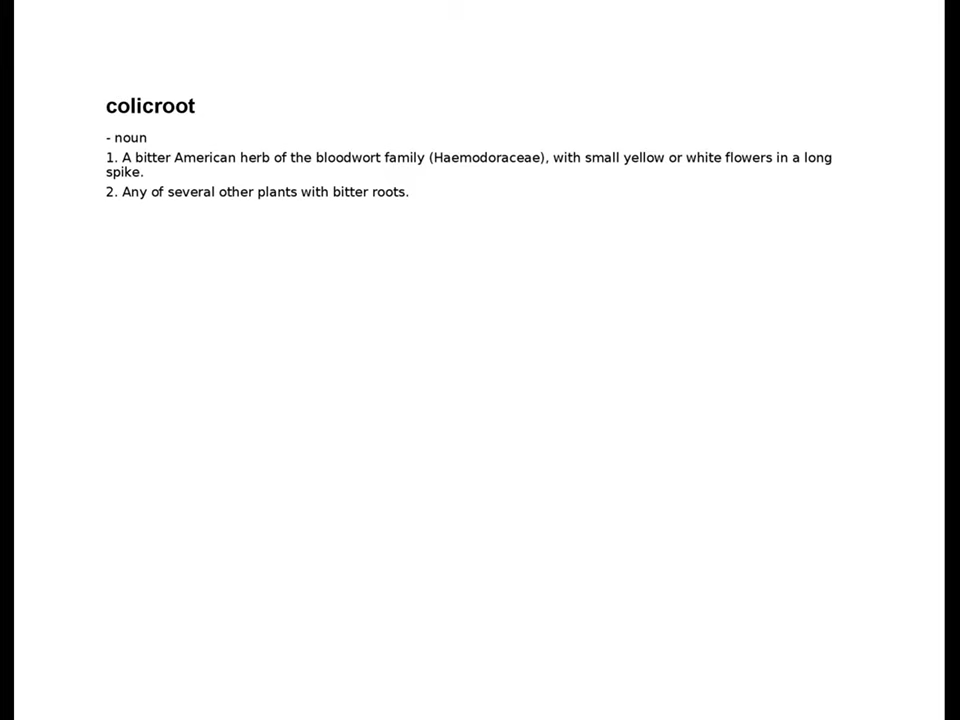 colicroot
- noun
1. A bitter American herb of the bloodwort family (Haemodoraceae), with small yellow or white flowers in a long
spike.
2. Any of several other plants with bitter roots.